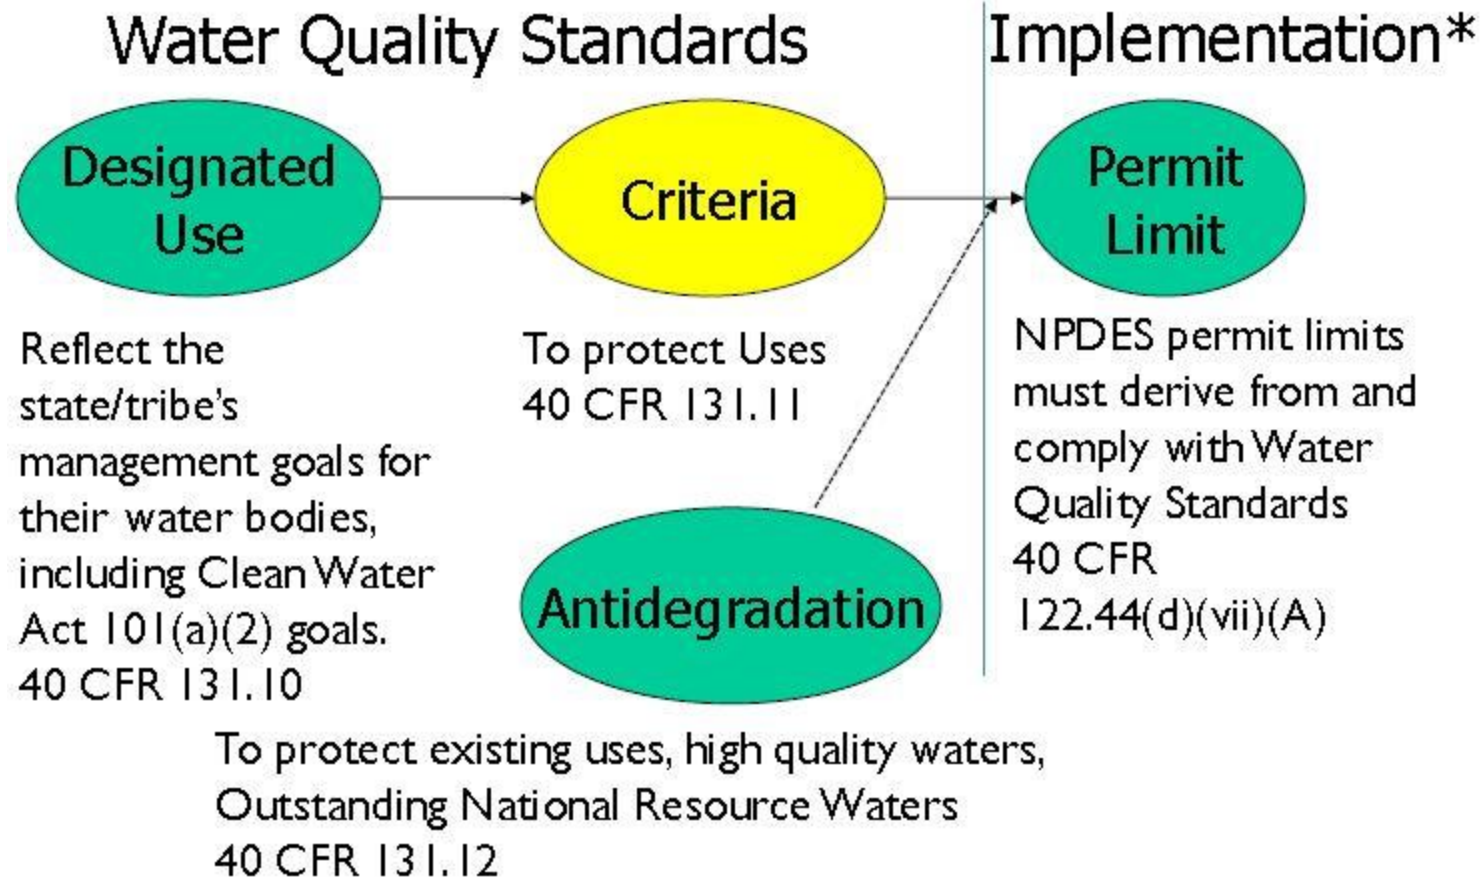 Water Quality Standards
Implementation*
Designated
Use
Criteria
Permit
Limit
Reflect the
state/tribe's
management goals for
their water bodies,
including Clean Water
Act 101(a)(2) goals.
40 CFR 131.10
To protect Uses
40 CFR 131.11
NPDES permit limits
must derive from and
comply with Water
Quality Standards
40 CFR
122.44(d)(vii)(A)
Antidegradation
To protect existing uses, high quality waters,
Outstanding National Resource Waters
40 CFR 131.12